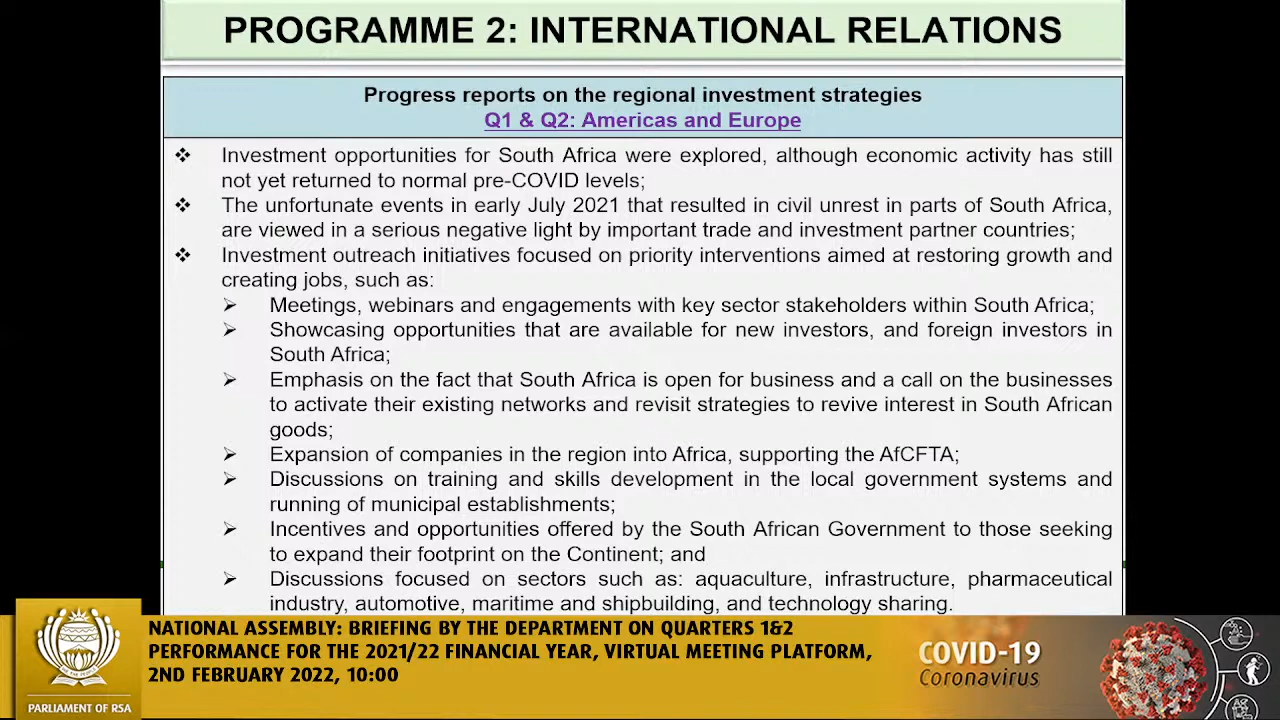 PROGRAMME 2: INTERNATIONAL RELATIONS
Progress reports on the regional investment strategies
Q1 & Q2: Americas and Europe
❖ Investment opportunities for South Africa were explored, although economic activity has still
not yet returned to normal pre-COVID levels;
❖ The unfortunate events in early July 2021 that resulted in civil unrest in parts of South Africa,
are viewed in a serious negative light by important trade and investment partner countries;
❖ Investment outreach initiatives focused on priority interventions aimed at restoring growth and
creating jobs, such as:
➢ Meetings, webinars and engagements with key sector stakeholders within South Africa;
➢ Showcasing opportunities that are available for new investors, and foreign investors in
South Africa;
➢ Emphasis on the fact that South Africa is open for business and a call on the businesses
to activate their existing networks and revisit strategies to revive interest in South African
goods;
➢ Expansion of companies in the region into Africa, supporting the AfCFTA;
➢ Discussions on training and skills development in the local government systems and
running of municipal establishments;
➢ Incentives and opportunities offered by the South African Government to those seeking
to expand their footprint on the Continent; and
➢ Discussions focused on sectors such as: aquaculture, infrastructure, pharmaceutical
industry, automotive, maritime and shipbuilding, and technology sharing.
NATIONAL ASSEMBLY: BRIEFING BY THE DEPARTMENT ON QUARTERS 1&2
PERFORMANCE FOR THE 2021/22 FINANCIAL YEAR, VIRTUAL MEETING PLATFORM,
2ND FEBRUARY 2022, 10:00
PARLIAMENT OF RSA
COVID-19
Coronavirus